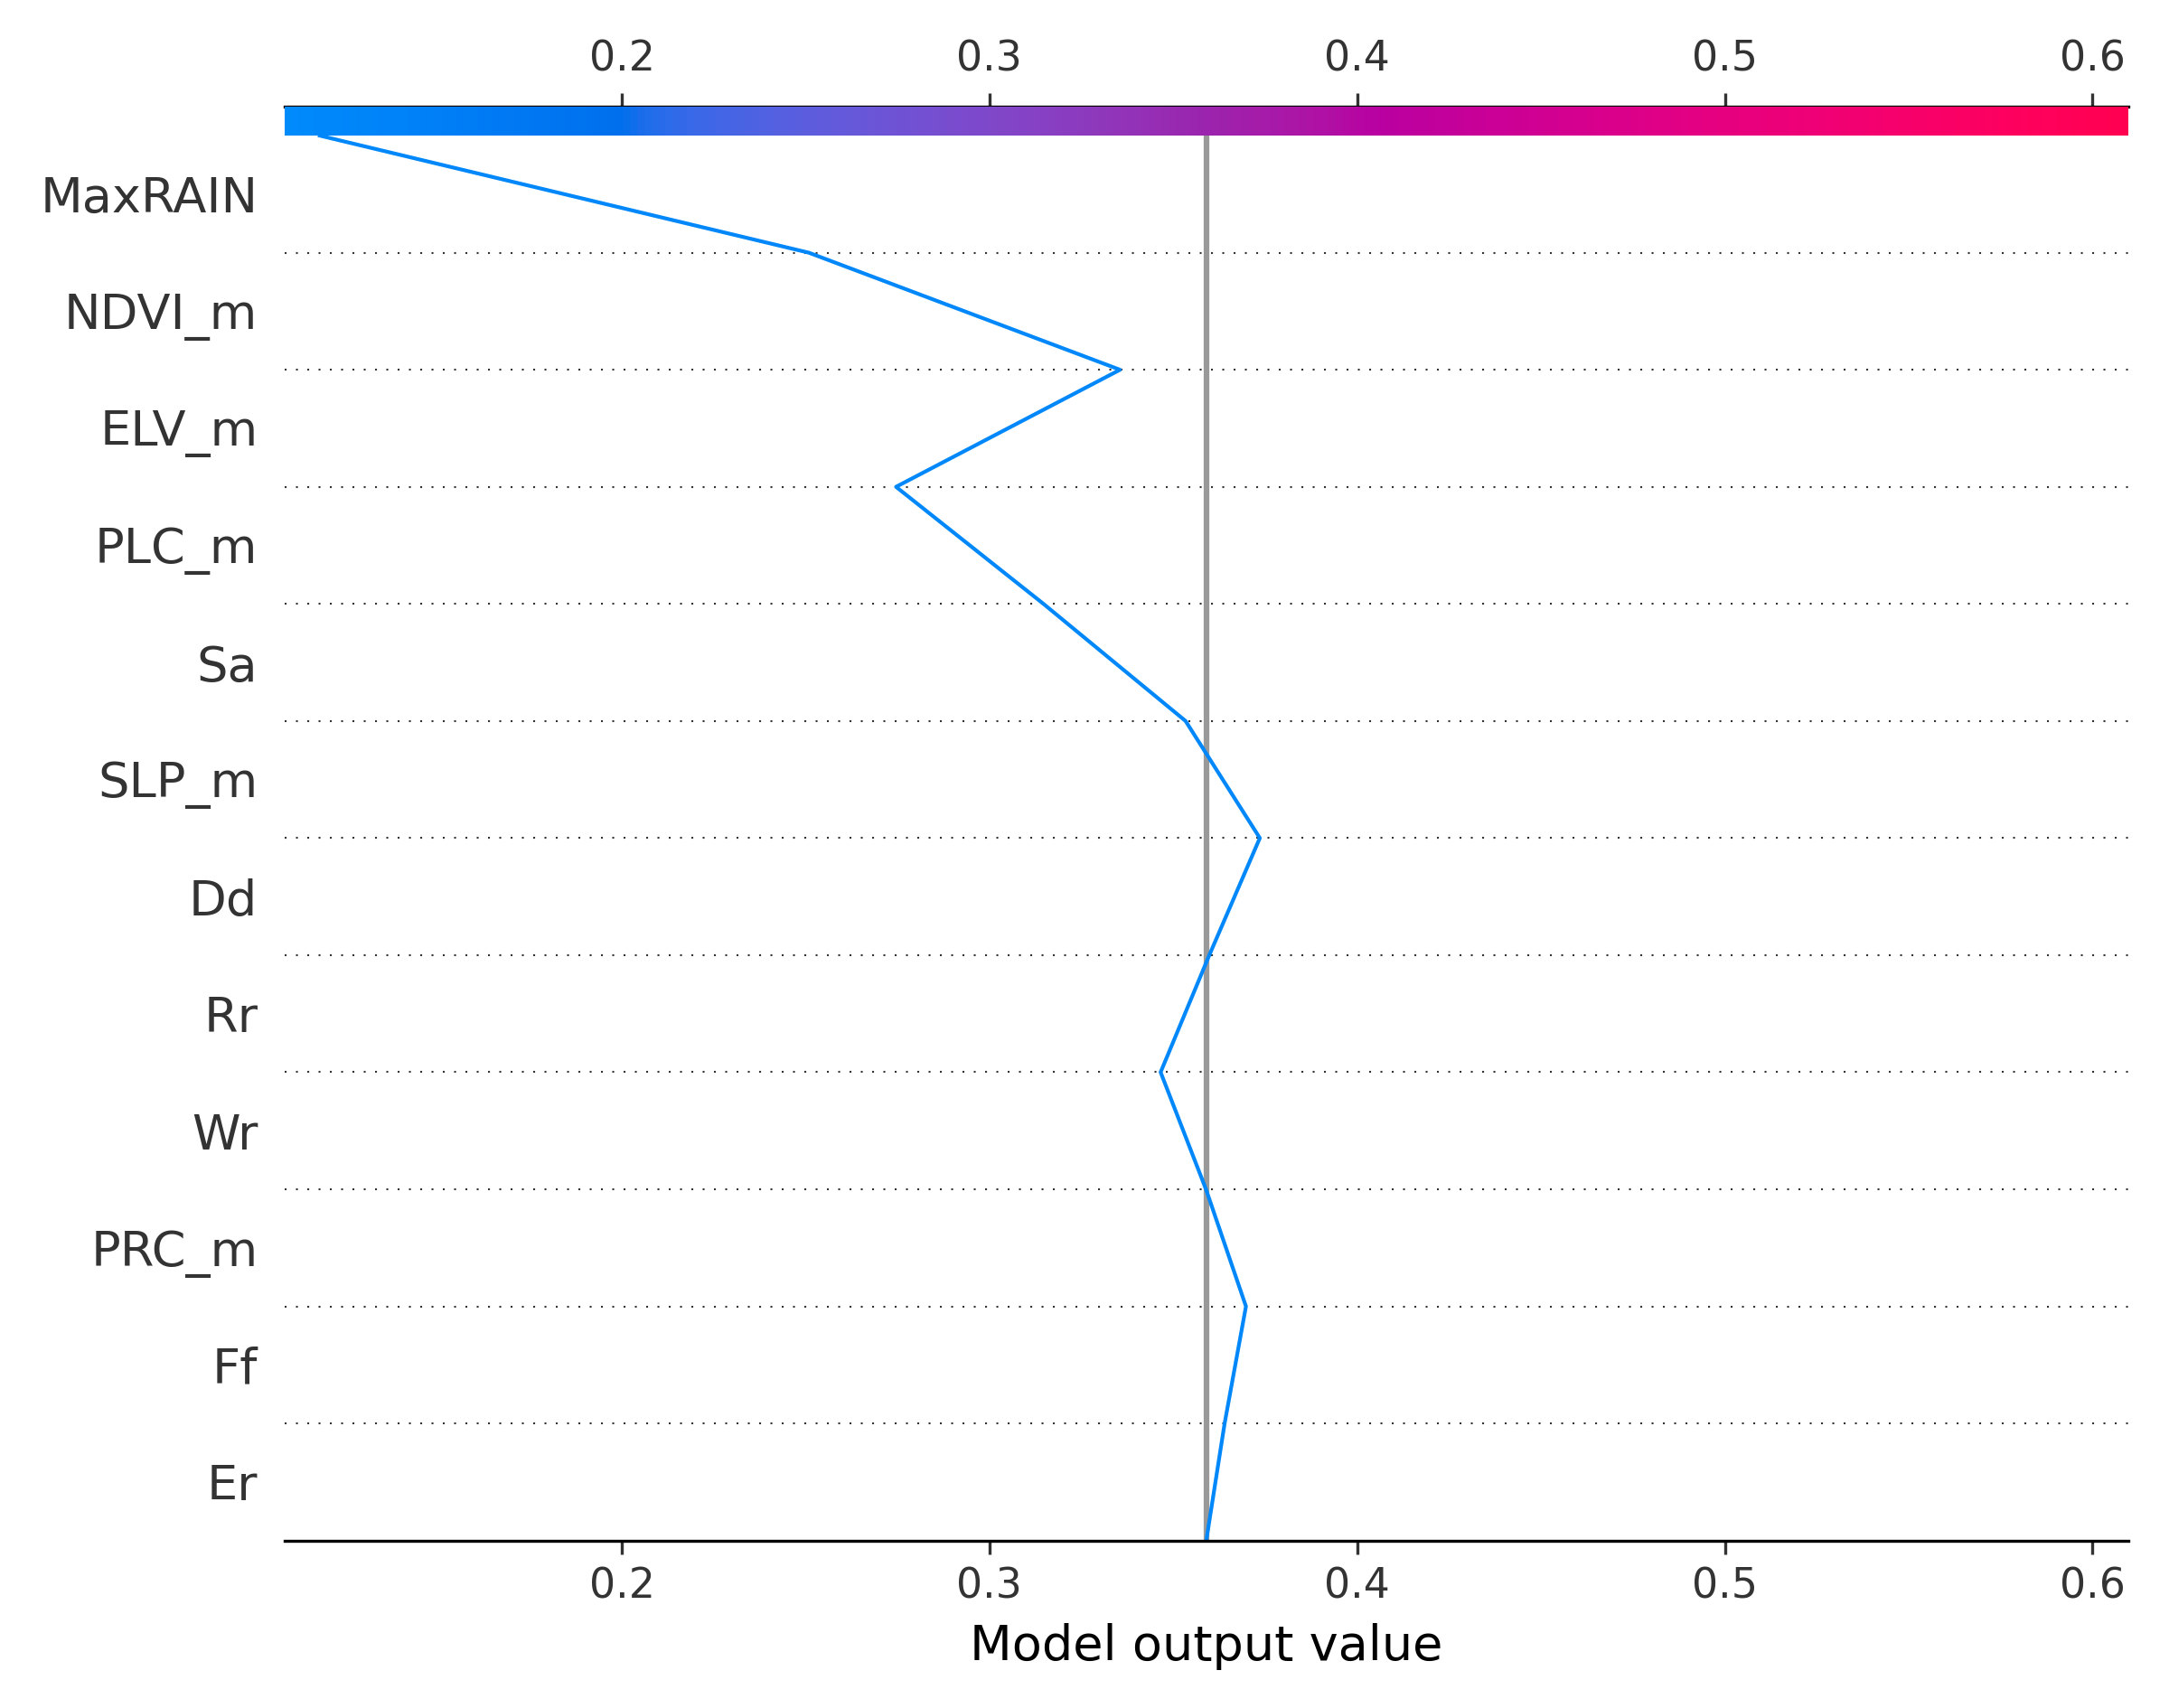 0.2 0.3 0.4 0.5 0.6
MaxRAIN
NDVI_m
ELV_m
PLC_m
Sa
SLP_m
Dd
Rr
Wr
PRC_m
Ff
Er
0.2 0.3 0.4 0.5 0.6
Model output value